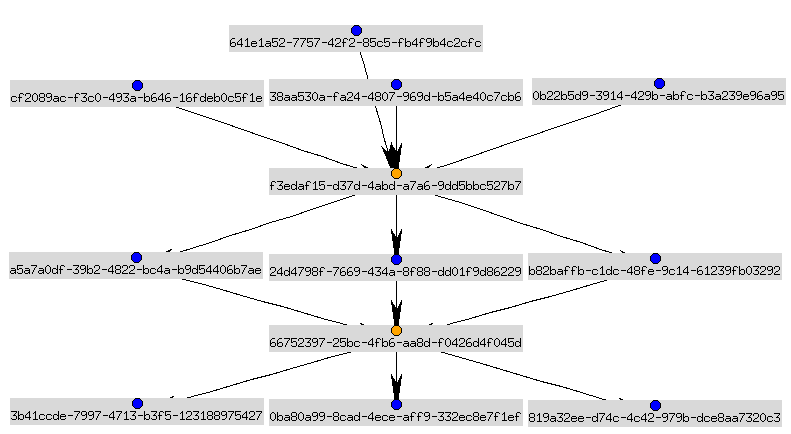 641e1a52-7757-42f2-85c5-fb4f9b4c2cfc
cf2089ac-f3c0-493a-b646-16fdeb0c5f1e
38aa530a-fa24-4807-969d-b5a4e40c7cb6
0b22b5d9-3914-429b-abfc-b3a239e96a95
f3edaf15-d37d-4abd-a7a6-9dd5bbc527b7
a5a7a0df-39b2-4822-bc4a-b9d54406b7ae
24d4798f-7669-434a-8f88-dd01f9d86229
b82baffb-c1dc-48fe-9c14-61239fb03292
66752397-25bc-4fb6-aa8d-f0426d4f045d
3b41ccde-7997-4713-b3f5-123188975427
0ba80a99-8cad-4ece-aff9-332ec8e7f1ef
819a32ee-d74c-4c42-979b-dce8aa7320c3